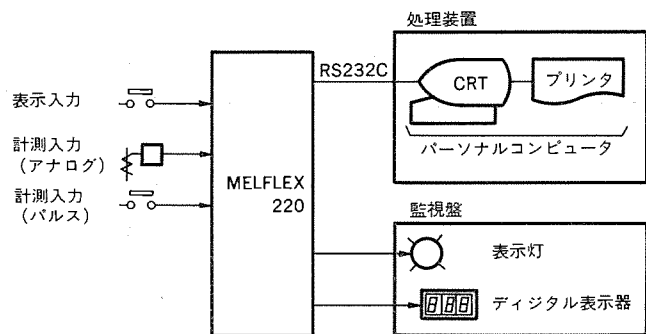 処理装置
RS232C
CRT
プリンタ
パーソナルコンピュータ
表示入力
計測入力
(アナログ)
計測入力
(パルス)
MELFLEX
220
監視盤
表示灯
888
ディジタル表示器